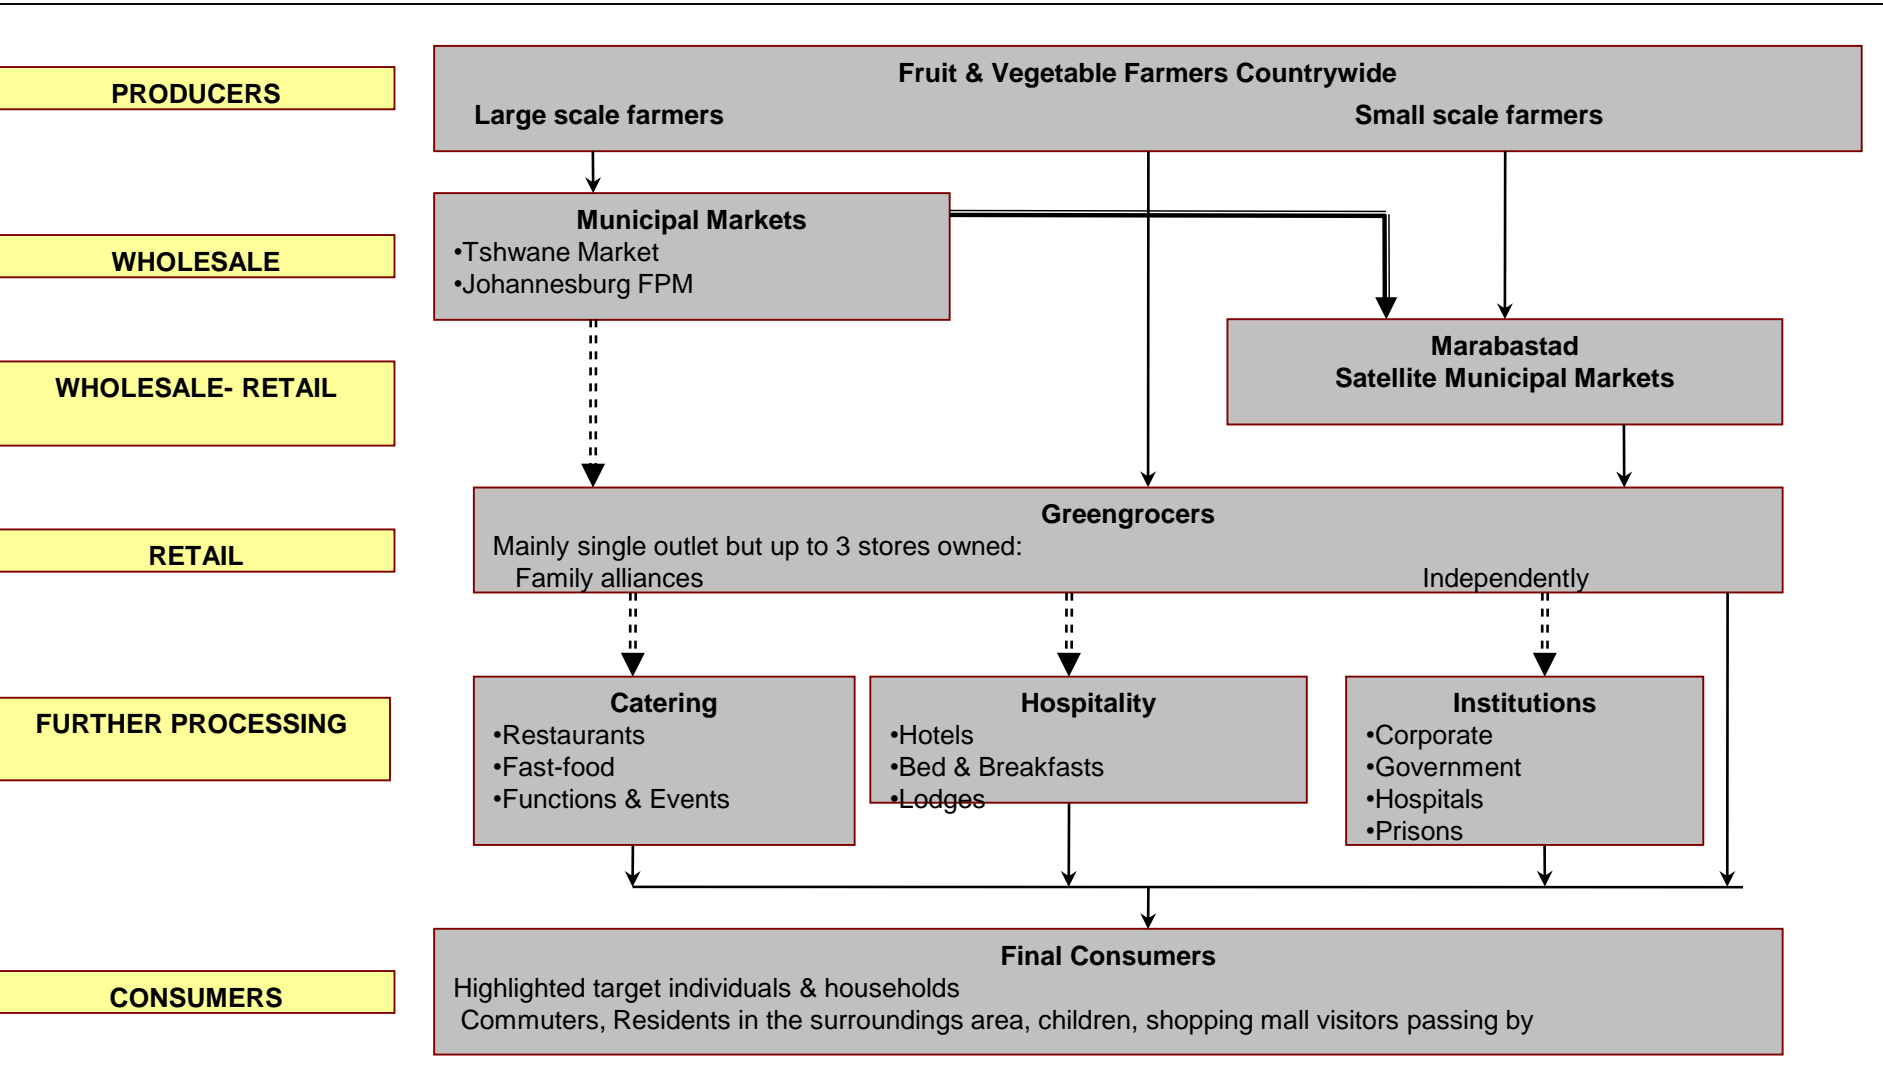 PRODUCERS
Fruit & Vegetable Farmers Countrywide
Large scale farmers
Small scale farmers
WHOLESALE
Municipal Markets
•Tshwane Market
•Johannesburg FPM
WHOLESALE- RETAIL
Marabastad
Satellite Municipal Markets
RETAIL
Greengrocers
Mainly single outlet but up to 3 stores owned:
Family alliances
Independently
FURTHER PROCESSING
Catering
•Restaurants
•Fast-food
•Functions & Events
Hospitality
•Hotels
•Bed & Breakfasts
•Lodges
Institutions
•Corporate
•Government
•Hospitals
•Prisons
CONSUMERS
Final Consumers
Highlighted target individuals & households
Commuters, Residents in the surroundings area, children, shopping mall visitors passing by